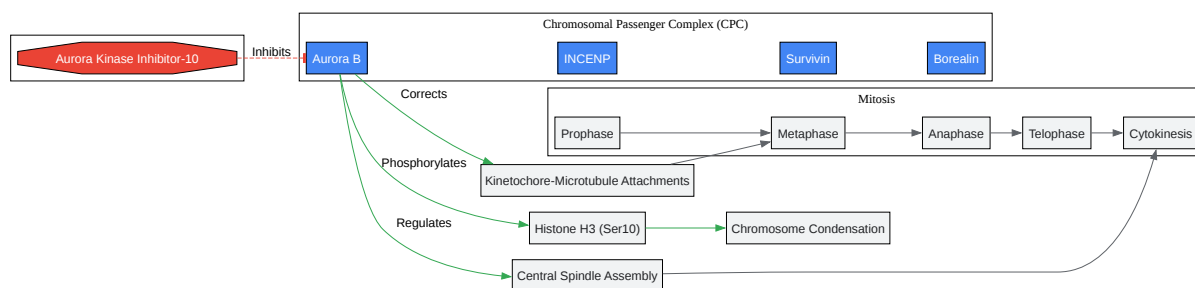 Chromosomal Passenger Complex (CPC)
Aurora Kinase Inhibitor-10
Inhibits
Aurora B
INCENP
Survivin
Borealin
Corrects
Mitosis
Prophase
Metaphase
Anaphase
Telophase
Cytokinesis
Phosphorylates
Kinetochore-Microtubule Attachments
Regulates
Histone H3 (Ser10)
Chromosome Condensation
Central Spindle Assembly